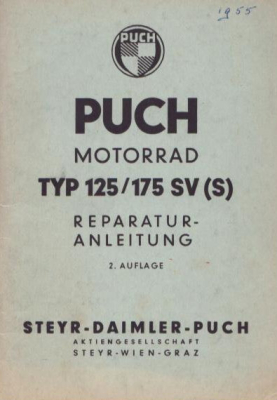 1955
PUCH
PUCH
MOTORRAD
TYP 125/175 SV (S)
REPARATUR-
ANLEITUNG
2. AUFLAGE
STEYR-DAIMLER-PUCH
AKTIENGESELLSCHAFT
STEYR-WIEN-GRAZ